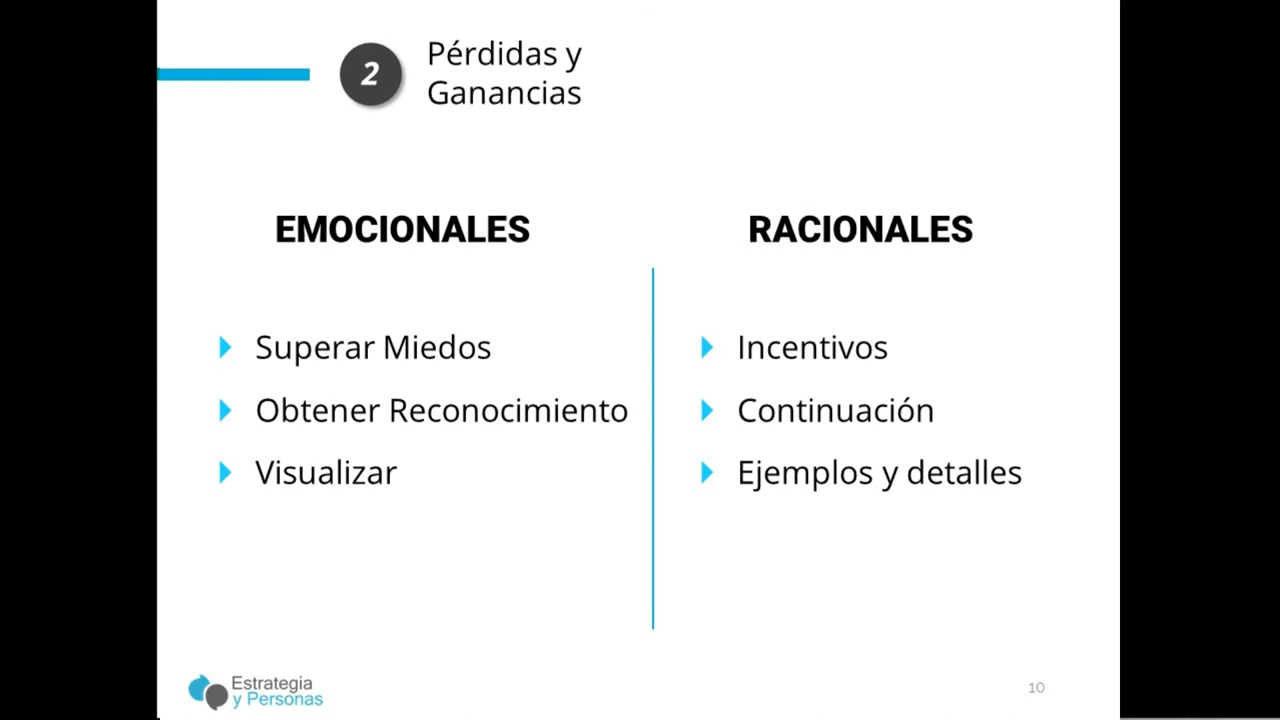 2
Pérdidas y
Ganancias
EMOCIONALES
Superar Miedos
Obtener Reconocimiento
Visualizar
RACIONALES
Incentivos
Continuación
Ejemplos y detalles
Estrategia
y Personas
10